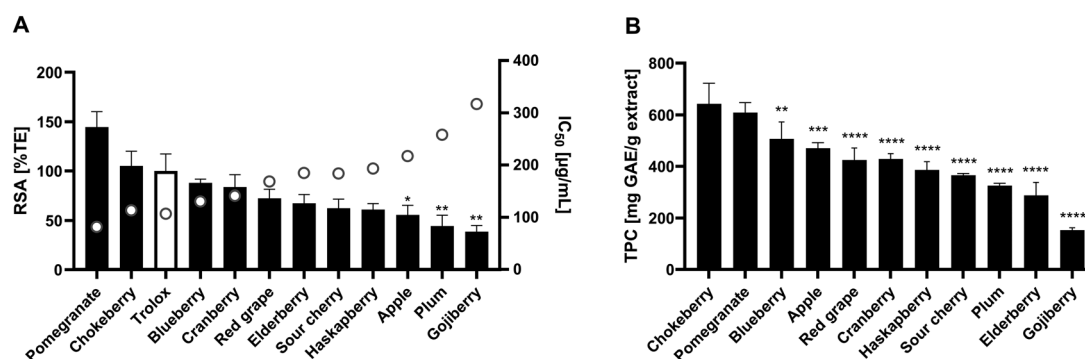 A
RSA [%TE]
200
150
100
50
0
IC50 [µg/mL]
400
300
200
100
0
*
**
**
Pomegranate
Chokeberry
Trolox
Blueberry
Cranberry
Red grape
Elderberry
Sour cherry
Haskapberry
Apple
Plum
Gojiberry
B
TPC [mg GAE/g extract]
800
600
400
200
0
**
***
****
****
****
****
****
****
****
Chokeberry
Pomegranate
Blueberry
Apple
Red grape
Cranberry
Haskapberry
Sour cherry
Plum
Elderberry
Gojiberry